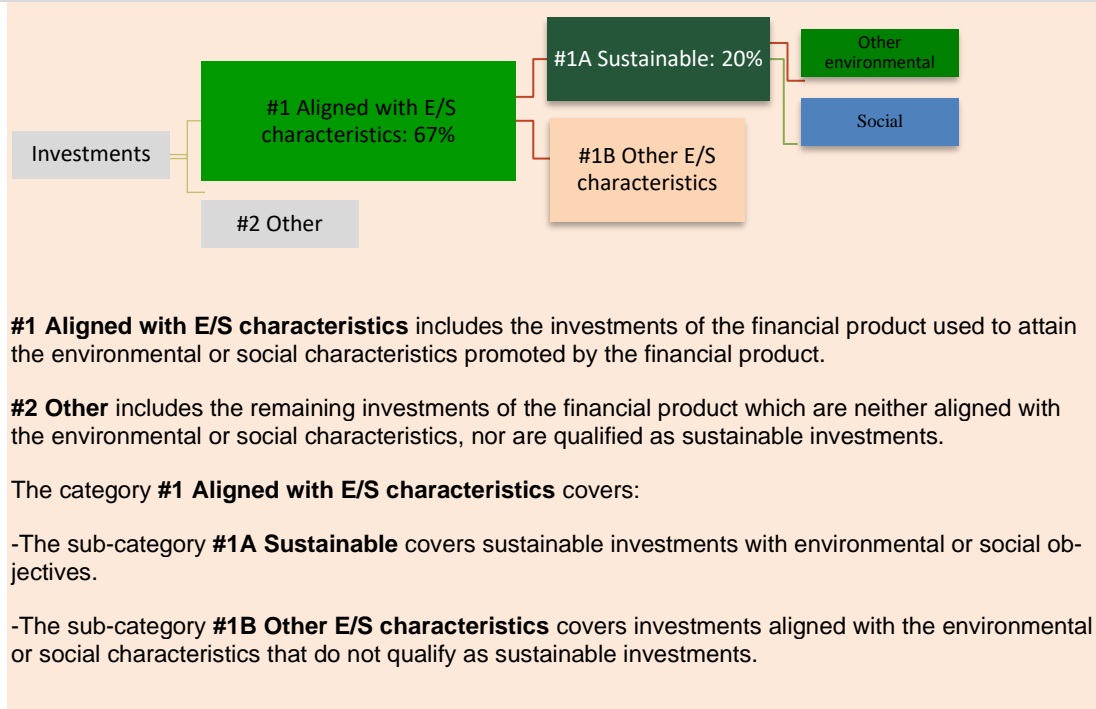 Investments
#1 Aligned with E/S
characteristics: 67%
#2 Other
#1A Sustainable: 20%
#1B Other E/S
characteristics
Other
environmental
Social
#1 Aligned with E/S characteristics includes the investments of the financial product used to attain
the environmental or social characteristics promoted by the financial product.
#2 Other includes the remaining investments of the financial product which are neither aligned with
the environmental or social characteristics, nor are qualified as sustainable investments.
The category #1 Aligned with E/S characteristics covers:
-The sub-category #1A Sustainable covers sustainable investments with environmental or social ob-
jectives.
-The sub-category #1B Other E/S characteristics covers investments aligned with the environmental
or social characteristics that do not qualify as sustainable investments.